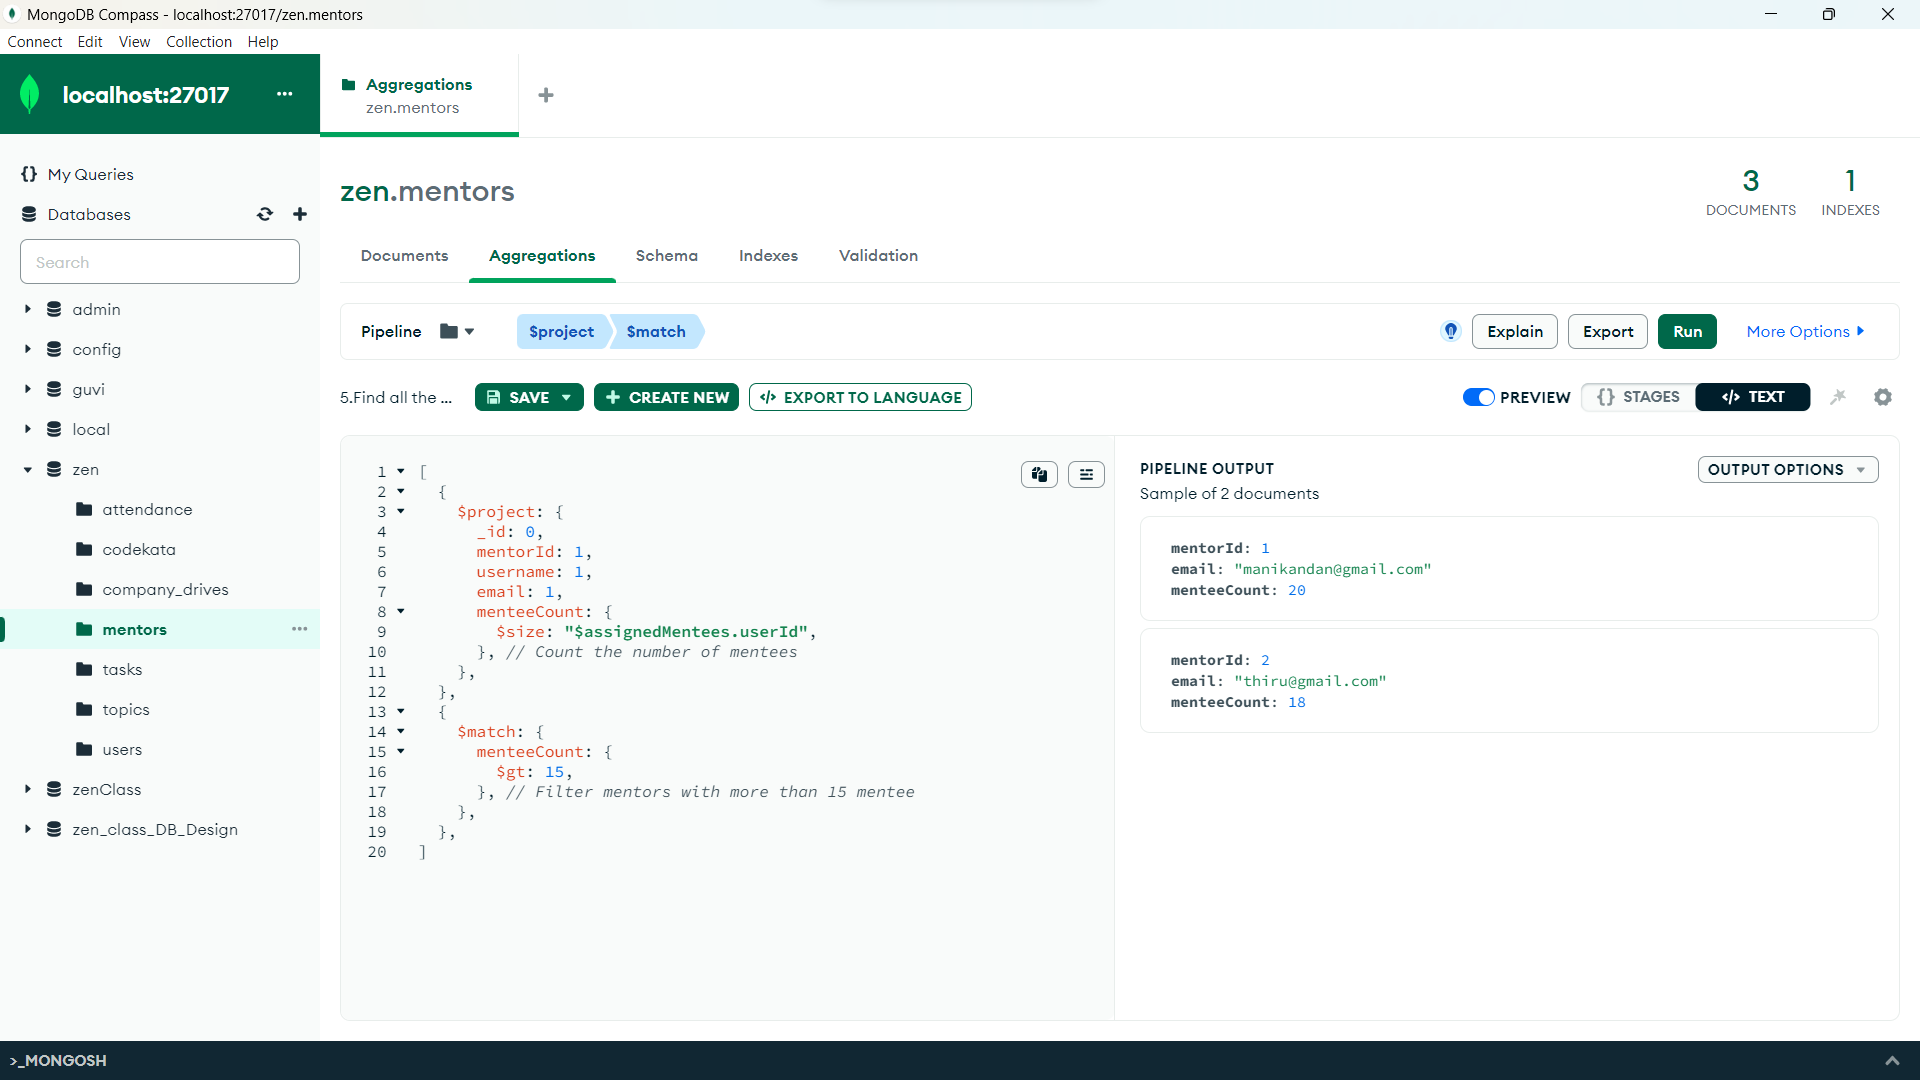 MongoDB Compass - localhost:27017/zen.mentors
Connect Edit View Collection Help
localhost:27017 ···
Aggregations
zen.mentors
+
{} My Queries
Databases
Search
admin
config
guvi
local
zen
attendance
codekata
company_drives
mentors ···
tasks
topics
users
zenClass
zen_class_DB_Design
zen.mentors
3
DOCUMENTS
1
INDEXES
Documents Aggregations Schema Indexes Validation
Pipeline $project $match Explain Export Run More Options
5.Find all the ... SAVE + CREATE NEW </> EXPORT TO LANGUAGE PREVIEW {} STAGES </> TEXT
1 [
2 {
3 $project: {
4 _id: 0,
5 mentorId: 1,
6 username: 1,
7 email: 1,
8 menteeCount: {
9 $size: "$assignedMentees.userId",
10 }, // Count the number of mentees
11 },
12 },
13 {
14 $match: {
15 menteeCount: {
16 $gt: 15,
17 }, // Filter mentors with more than 15 mentee
18 },
19 },
20 ]
PIPELINE OUTPUT
Sample of 2 documents
OUTPUT OPTIONS
mentorId: 1
email: "manikandan@gmail.com"
menteeCount: 20
mentorId: 2
email: "thiru@gmail.com"
menteeCount: 18
>_MONGOSH